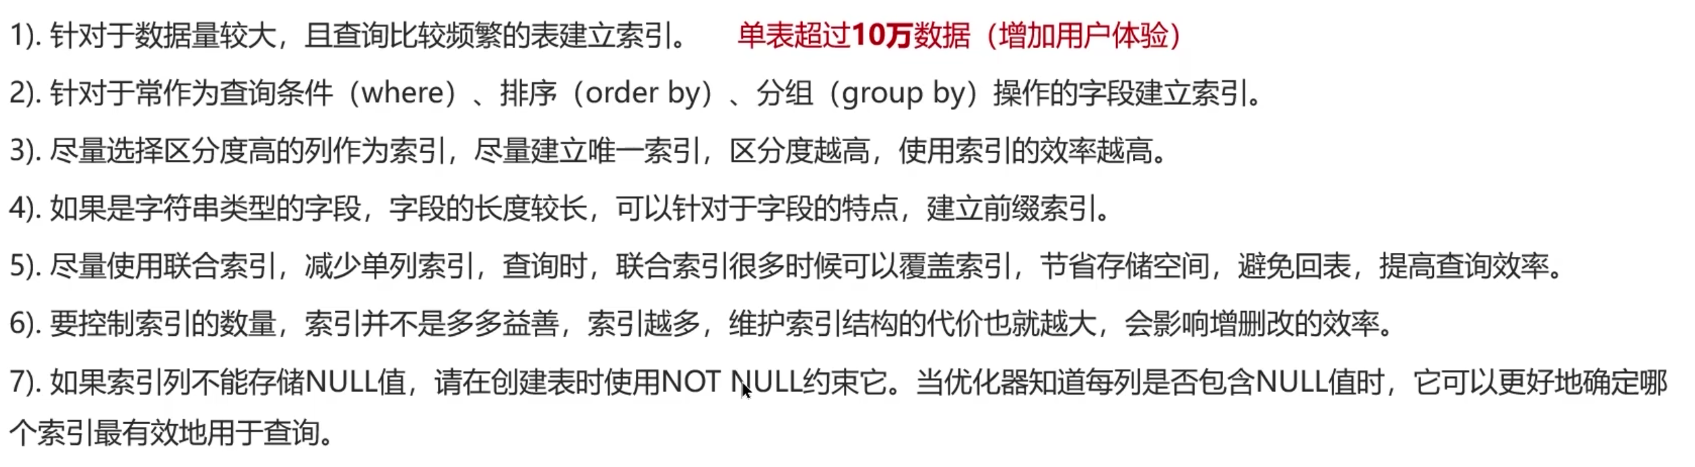 1). 针对于数据量较大，且查询比较频繁的表建立索引。 单表超过10万数据（增加用户体验）
2). 针对于常作为查询条件（where）、排序（order by）、分组（group by）操作的字段建立索引。
3). 尽量选择区分度高的列作为索引，尽量建立唯一索引，区分度越高，使用索引的效率越高。
4). 如果是字符串类型的字段，字段的长度较长，可以针对于字段的特点，建立前缀索引。
5). 尽量使用联合索引，减少单列索引，查询时，联合索引很多时候可以覆盖索引，节省存储空间，避免回表，提高查询效率。
6). 要控制索引的数量，索引并不是多多益善，索引越多，维护索引结构的代价也就越大，会影响增删改的效率。
7). 如果索引列不能存储NULL值，请在创建表时使用NOT NULL约束它。当优化器知道每列是否包含NULL值时，它可以更好地确定哪
个索引最有效地用于查询。